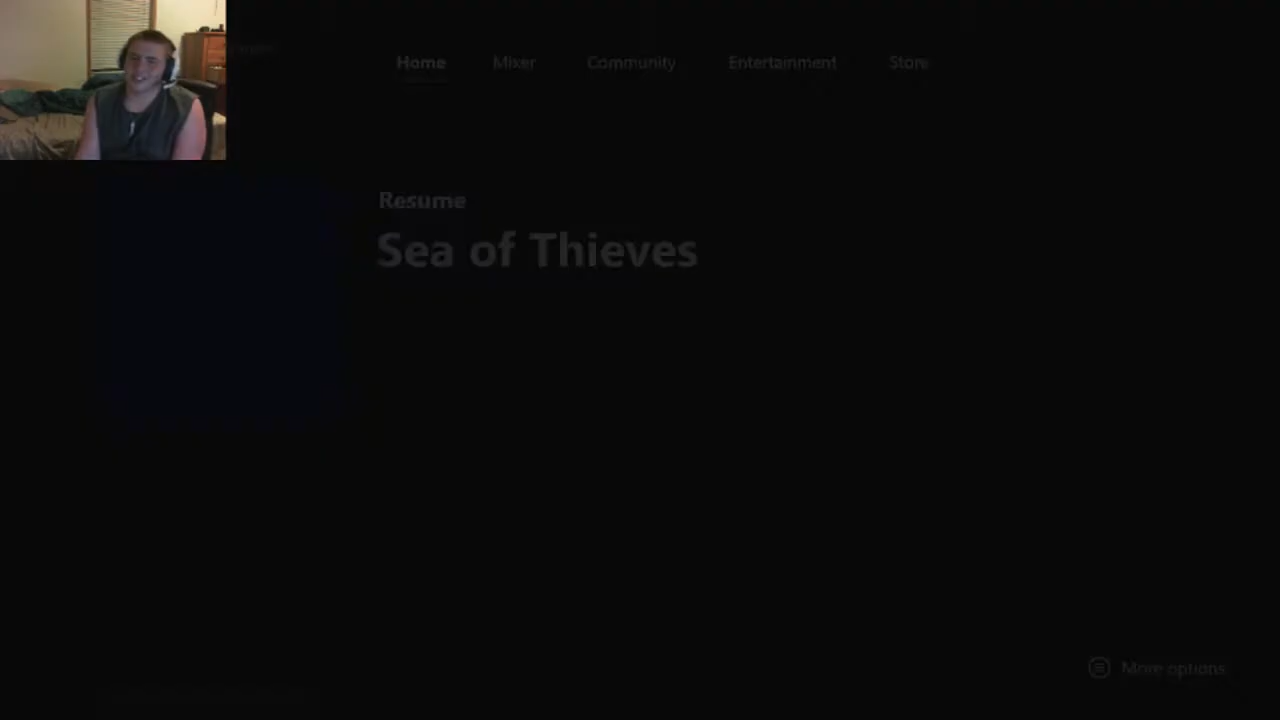 Home Mixer Community Entertainment Store
Resume
Sea of Thieves
More options